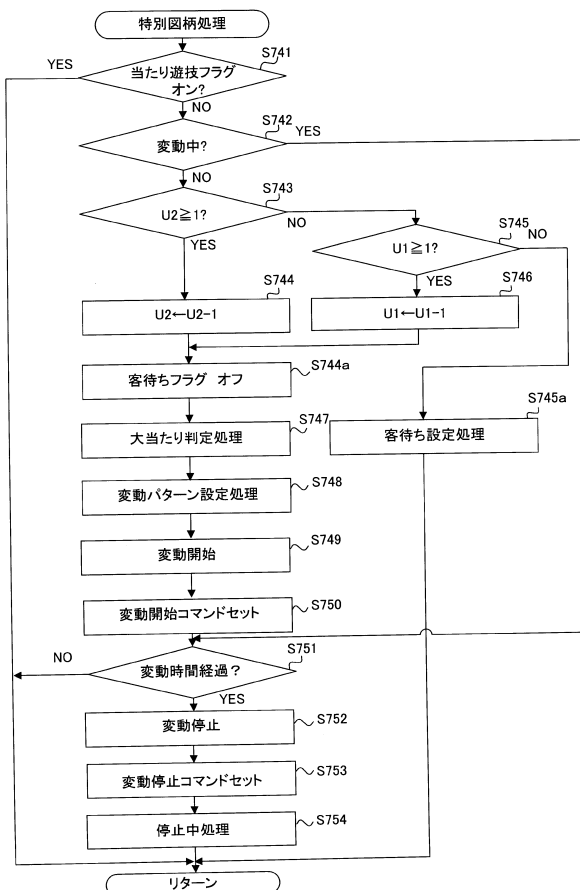 特別図柄処理
S741
YES
当たり遊技フラグ
オン?
NO
S742
YES
変動中?
NO
S743
U2≧1?
NO
S745
NO
YES
U1≧1?
YES
S744
S746
U2←U2-1
U1←U1-1
S744a
客待ちフラグ オフ
S745a
S747
大当たり判定処理
客待ち設定処理
S748
変動パターン設定処理
S749
変動開始
S750
変動開始コマンドセット
S751
NO
変動時間経過?
YES
S752
変動停止
S753
変動停止コマンドセット
S754
停止中処理
リターン